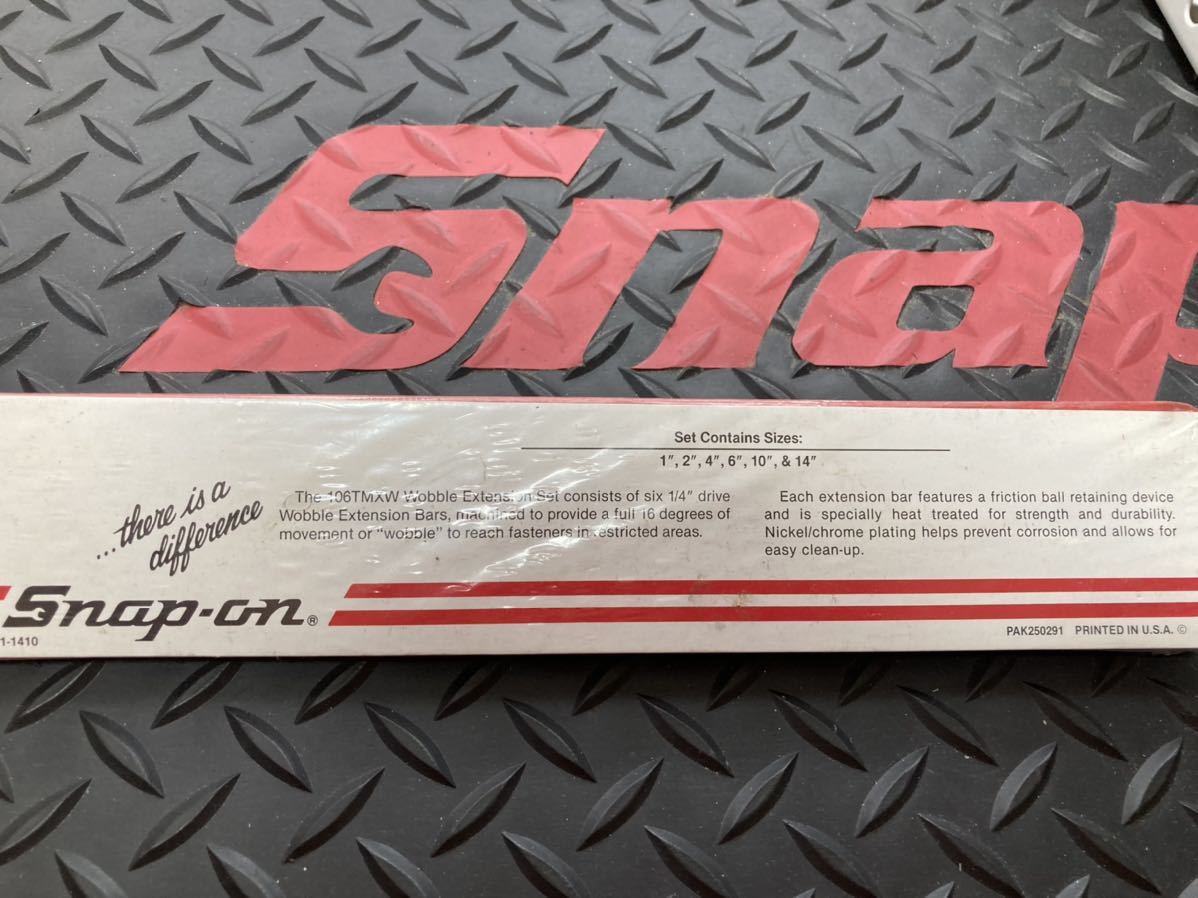 Snap
Set Contains Sizes:
1", 2", 4", 6", 10", & 14"
...there is a
difference
The 106TMXW Wobble Extension Set consists of six 1/4" drive
Wobble Extension Bars, machined to provide a full 16 degrees of
movement or "wobble" to reach fasteners in restricted areas.
Each extension bar features a friction ball retaining device
and is specially heat treated for strength and durability.
Nickel/chrome plating helps prevent corrosion and allows for
easy clean-up.
Snap-on®
1-1410
PAK250291 PRINTED IN U.S.A. ©